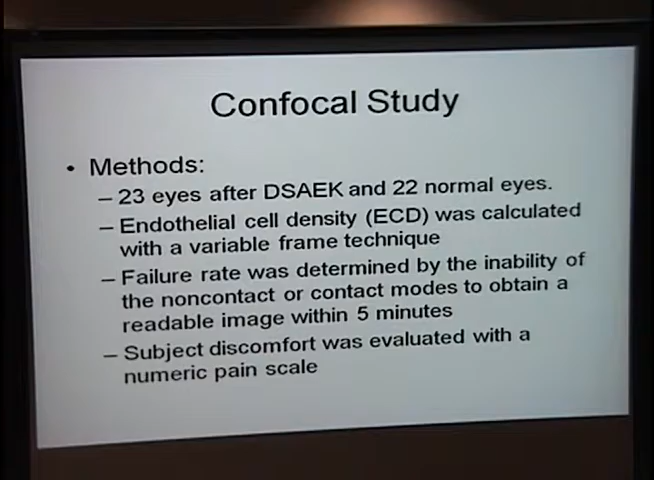 Confocal Study
• Methods:
– 23 eyes after DSAEK and 22 normal eyes.
– Endothelial cell density (ECD) was calculated
with a variable frame technique
– Failure rate was determined by the inability of
the noncontact or contact modes to obtain a
readable image within 5 minutes
– Subject discomfort was evaluated with a
numeric pain scale